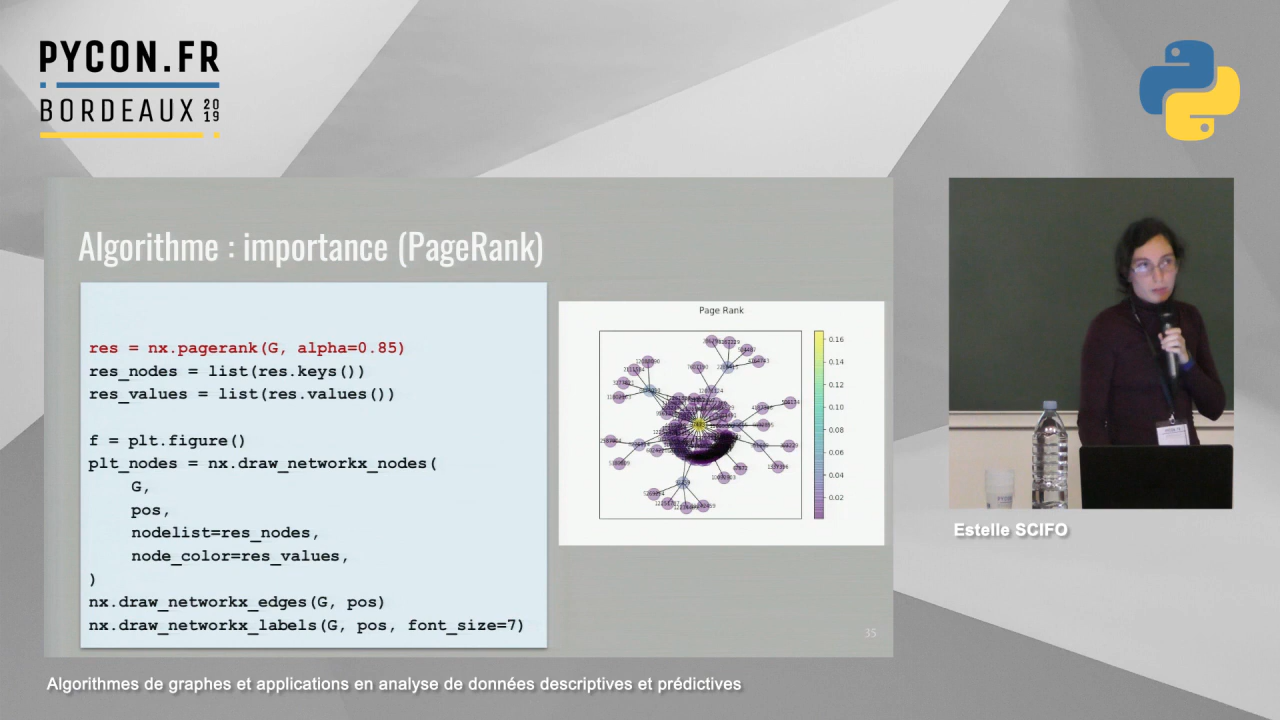 PYCON.FR
BORDEAUX 2019
Algorithme : importance (PageRank)
res = nx.pagerank(G, alpha=0.85)
res_nodes = list(res.keys())
res_values = list(res.values())
f = plt.figure()
plt_nodes = nx.draw_networkx_nodes(
G,
pos,
nodelist=res_nodes,
node_color=res_values,
)
nx.draw_networkx_edges(G, pos)
nx.draw_networkx_labels(G, pos, font_size=7)
Page Rank
0.16
0.14
0.12
0.10
0.08
0.06
0.04
0.02
35
Estelle SCIFO
Algorithmes de graphes et applications en analyse de données descriptives et prédictives